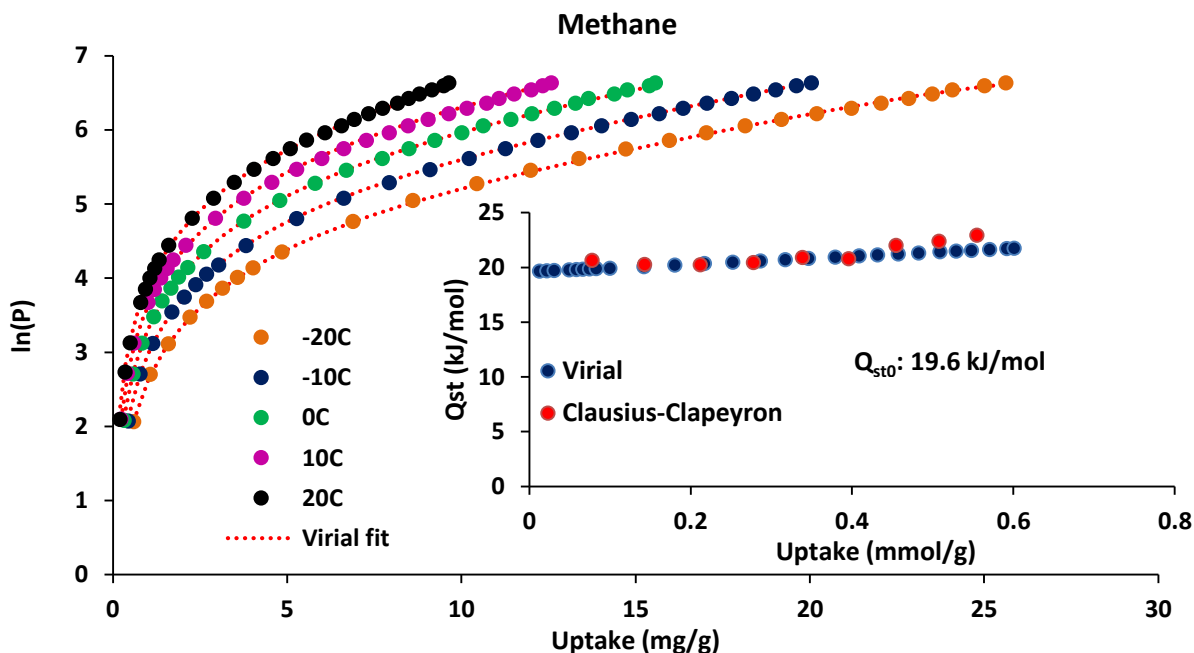 Methane
ln(P)
7
6
5
4
3
2
1
0
-20C
-10C
0C
10C
20C
Virial fit
0 5 10 15 20 25 30
Uptake (mg/g)
Qst (kJ/mol)
25
20
15
10
5
0
Virial
Clausius-Clapeyron
Qst0: 19.6 kJ/mol
0 0.2 0.4 0.6 0.8
Uptake (mmol/g)